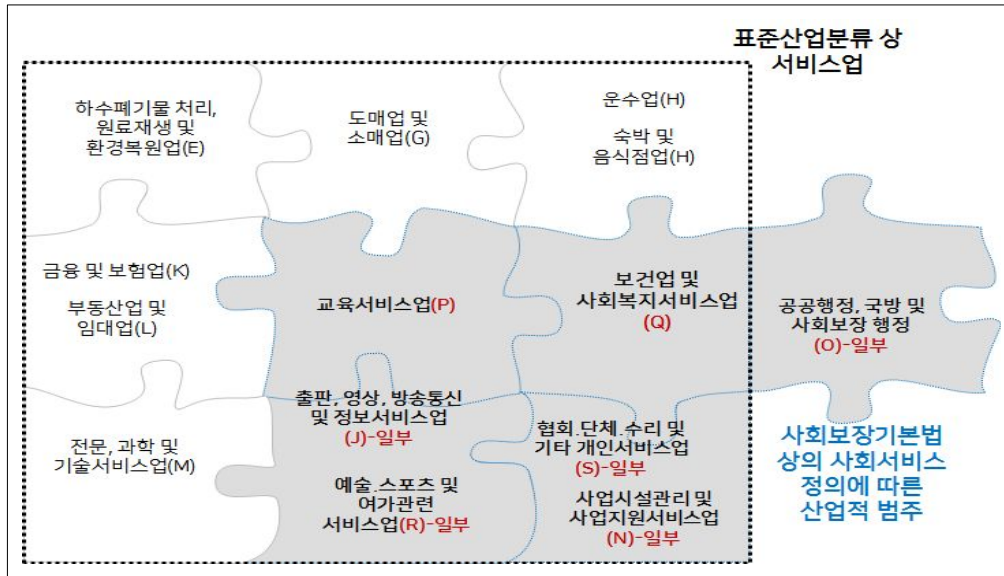 표준산업분류 상
서비스업
하수폐기물 처리,
원료재생 및
환경복원업(E)
도매업 및
소매업(G)
운수업(H)
숙박 및
음식점업(H)
금융 및 보험업(K)
부동산업 및
임대업(L)
교육서비스업(P)
보건업 및
사회복지서비스업
(Q)
공공행정, 국방 및
사회보장 행정
(O)-일부
전문, 과학 및
기술서비스업(M)
출판, 영상, 방송통신
및 정보서비스업
(J)-일부
예술.스포츠 및
여가관련
서비스업(R)-일부
협회.단체.수리 및
기타 개인서비스업
(S)-일부
사업시설관리 및
사업지원서비스업
(N)-일부
사회보장기본법
상의 사회서비스
정의에 따른
산업적 범주